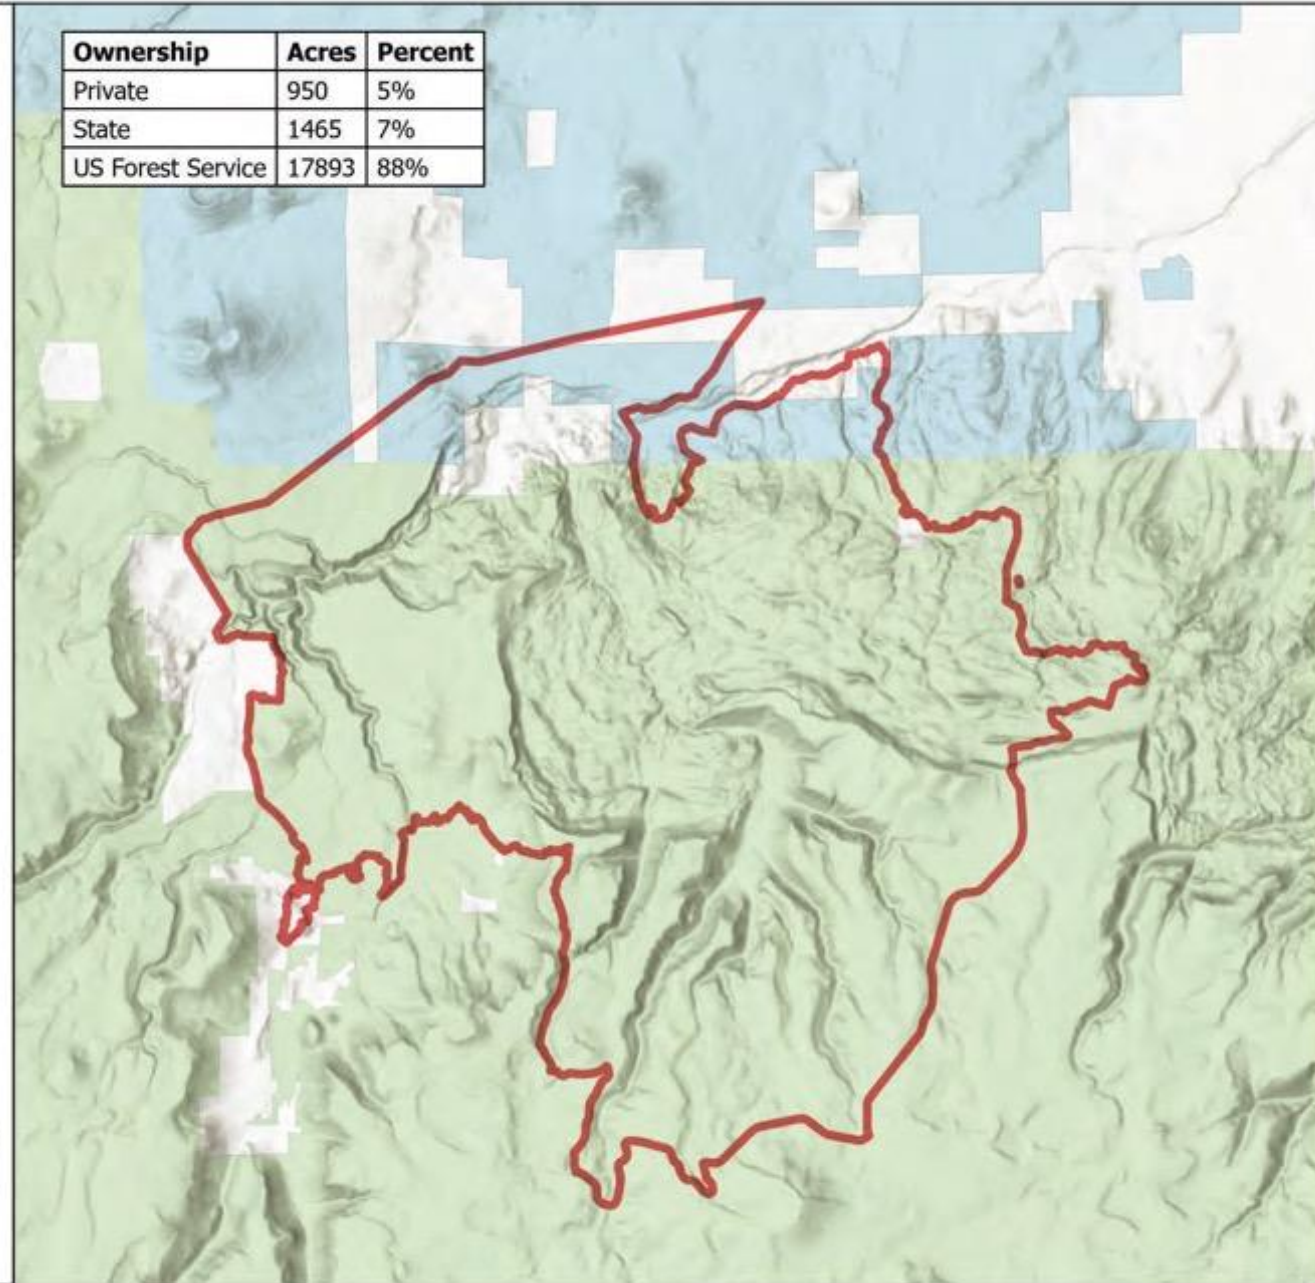 Ownership Acres Percent
Private 950 5%
State 1465 7%
US Forest Service 17893 88%